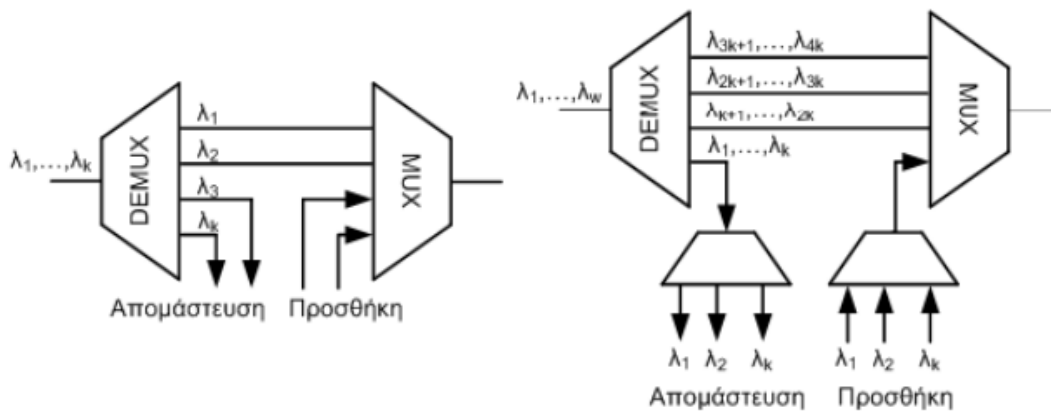 λ1,...,λk
DEMUX
λ1
λ2
λ3
λk
MUX
Απομάστευση Προσθήκη
λ1,...,λw
DEMUX
λ3k+1,...,λ4k
λ2k+1,...,λ3k
λk+1,...,λ2k
λ1,...,λk
MUX
λ1 λ2 λk λ1 λ2 λk
Απομάστευση Προσθήκη